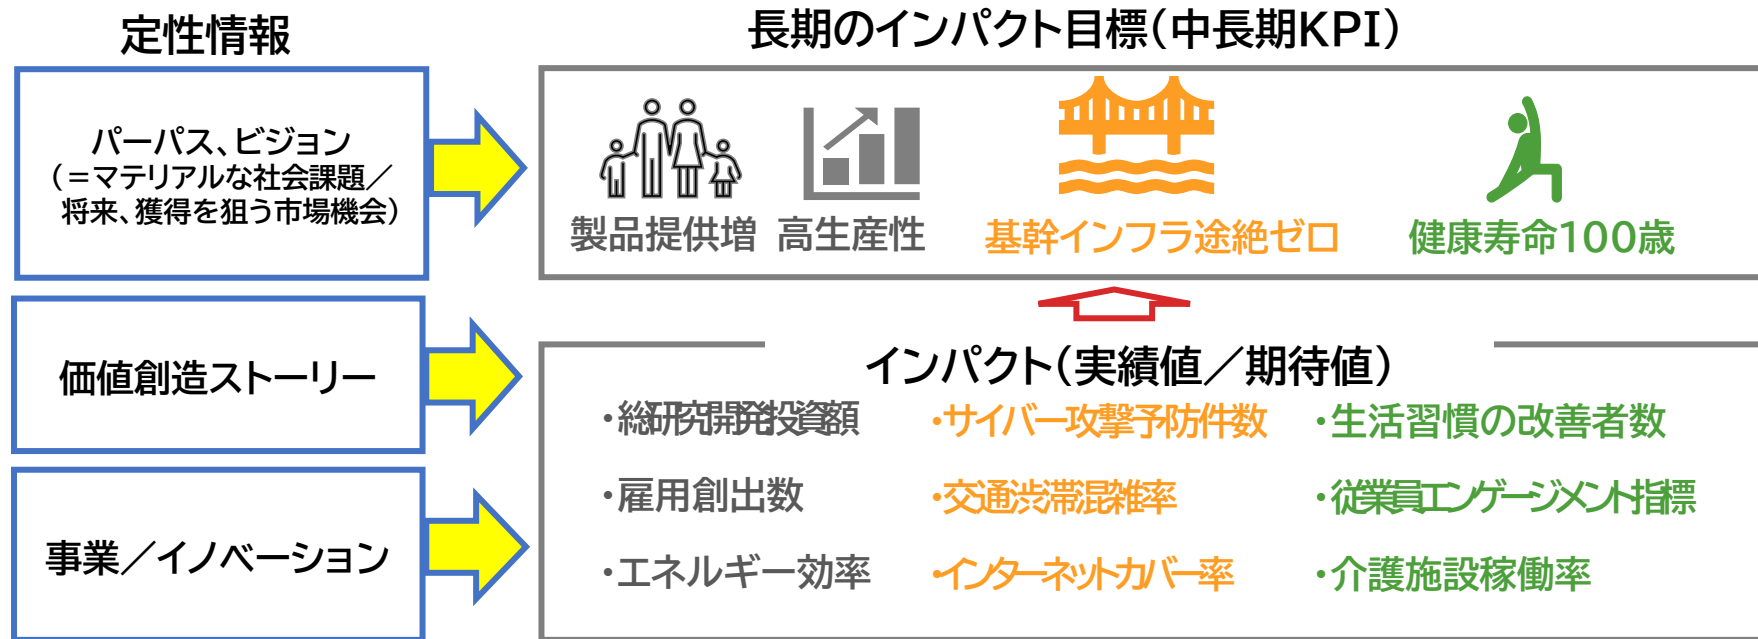 定性情報
長期のインパクト目標(中長期KPI)
パーパス、ビジョン
(=マテリアルな社会課題/
将来、獲得を狙う市場機会)
製品提供増
高生産性
基幹インフラ途絶ゼロ
健康寿命100歳
価値創造ストーリー
インパクト(実績値/期待値)
・総研究開発投資額
・サイバー攻撃予防件数
・生活習慣の改善者数
・雇用創出数
・交通渋滞混雑率
・従業員エンゲージメント指標
事業/イノベーション
・エネルギー効率
・インターネットカバー率
・介護施設稼働率